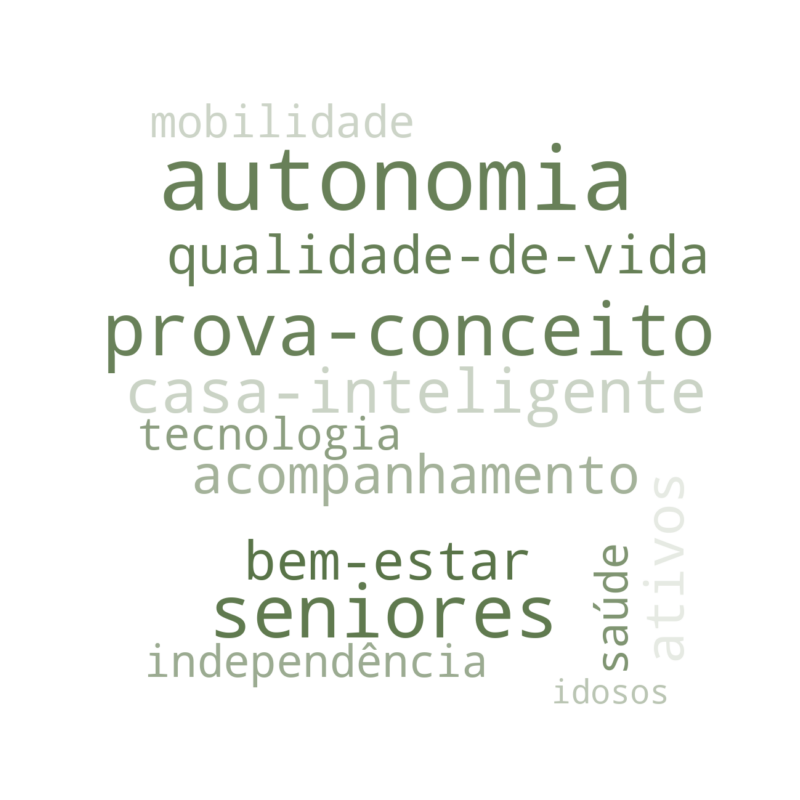 mobilidade
autonomia
qualidade-de-vida
prova-conceito
casa-inteligente
tecnologia
acompanhamento
ativos
bem-estar
saúde
seniores
independência
idosos